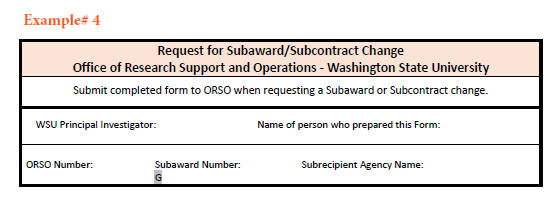 Example# 4
Request for Subaward/Subcontract Change
Office of Research Support and Operations - Washington State University
Submit completed form to ORSO when requesting a Subaward or Subcontract change.
WSU Principal Investigator: Name of person who prepared this Form:
ORSO Number: Subaward Number: Subrecipient Agency Name:
G